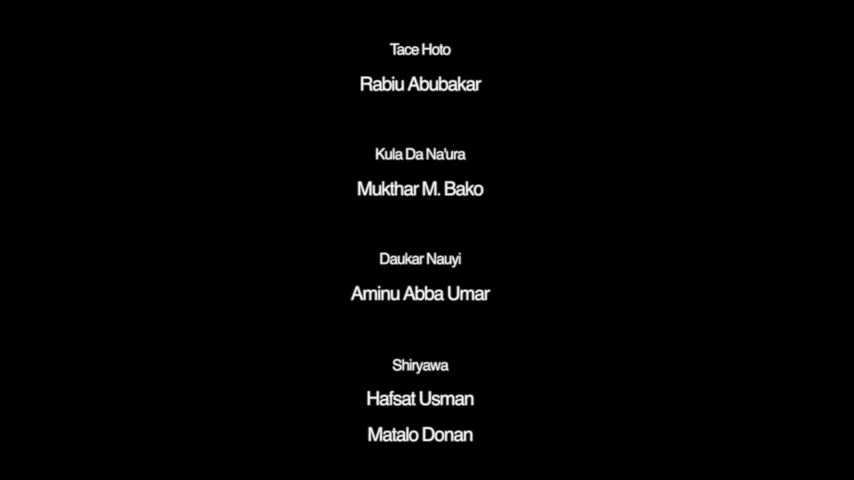 Tace Hoto
Rabiu Abubakar
Kula Da Na'ura
Mukthar M. Bako
Daukar Nauyi
Aminu Abba Umar
Shiryawa
Hafsat Usman
Matalo Donan